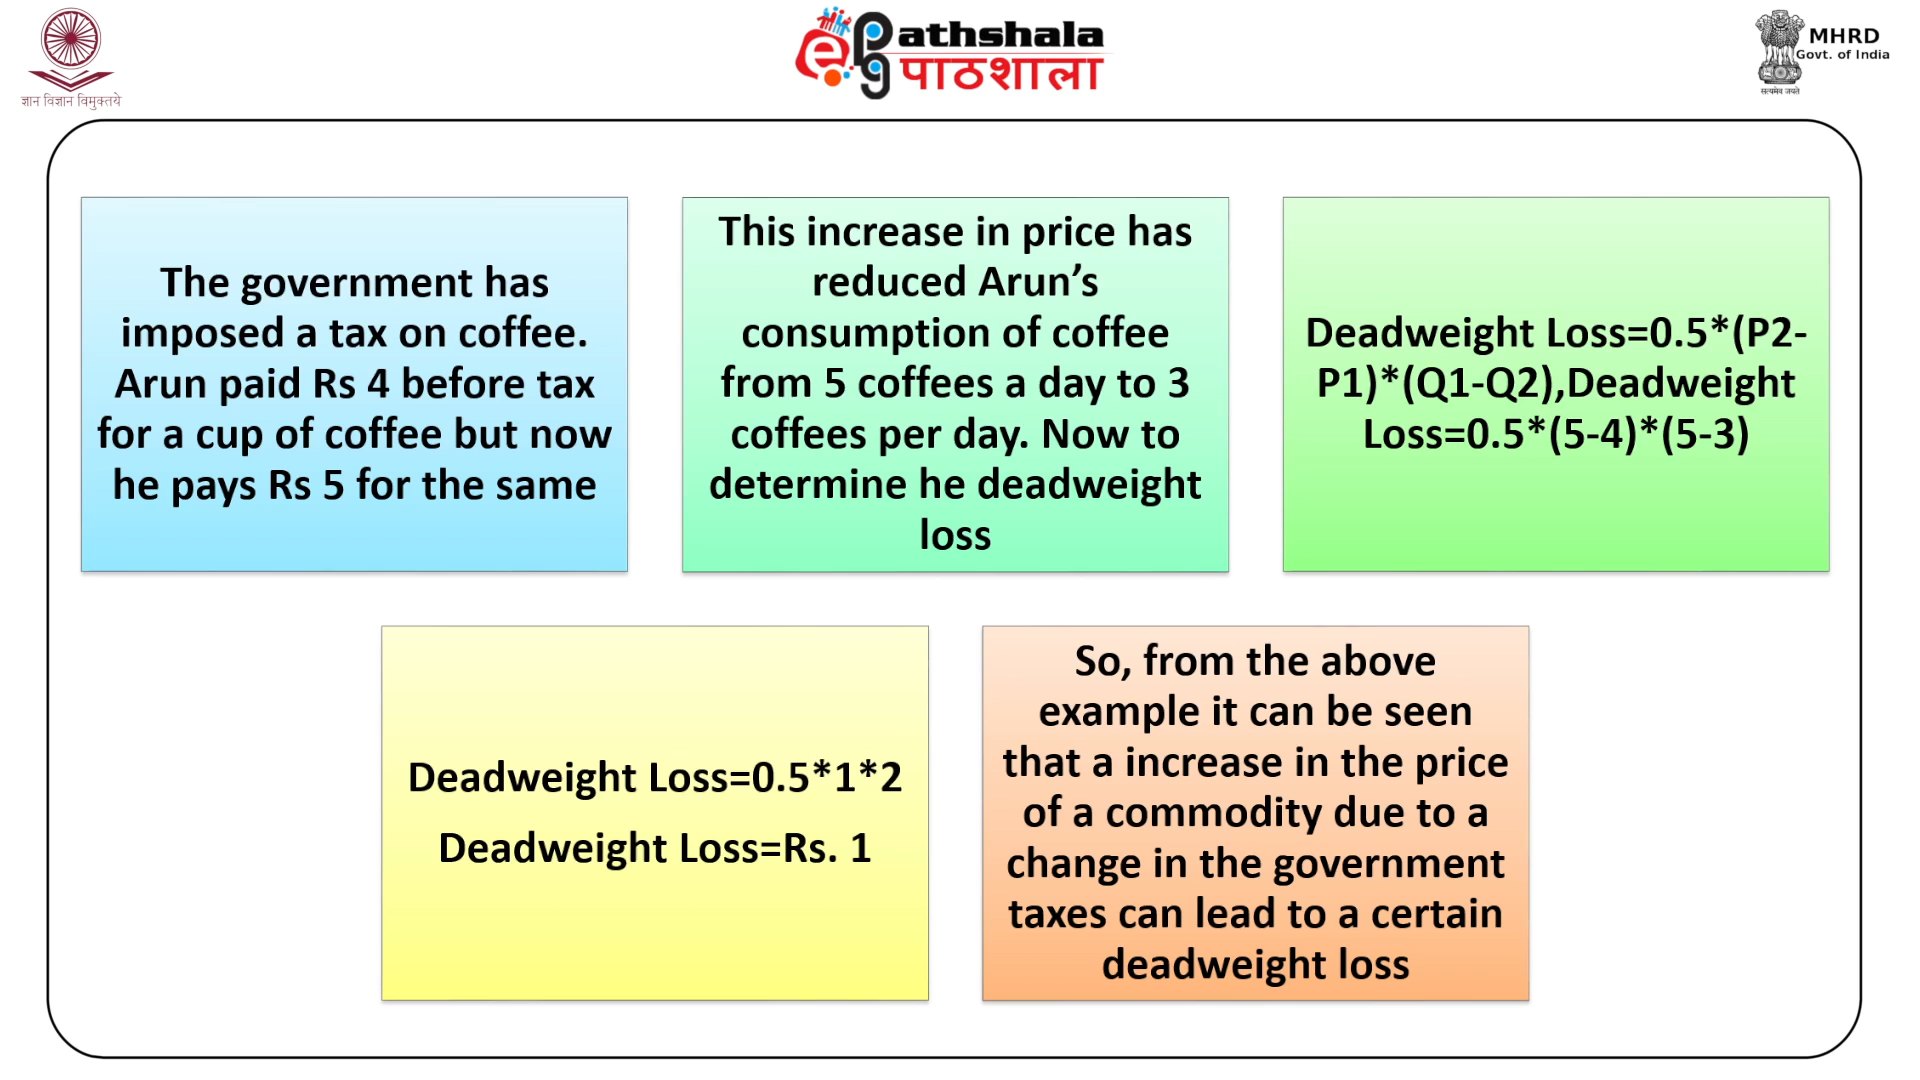 ज्ञान विज्ञान विमुक्तये
ePathshala
पाठशाला
MHRD
Govt. of India
सत्यमेव जयते
The government has
imposed a tax on coffee.
Arun paid Rs 4 before tax
for a cup of coffee but now
he pays Rs 5 for the same
This increase in price has
reduced Arun’s
consumption of coffee
from 5 coffees a day to 3
coffees per day. Now to
determine he deadweight
loss
Deadweight Loss=0.5*(P2-
P1)*(Q1-Q2),Deadweight
Loss=0.5*(5-4)*(5-3)
Deadweight Loss=0.5*1*2
Deadweight Loss=Rs. 1
So, from the above
example it can be seen
that a increase in the price
of a commodity due to a
change in the government
taxes can lead to a certain
deadweight loss